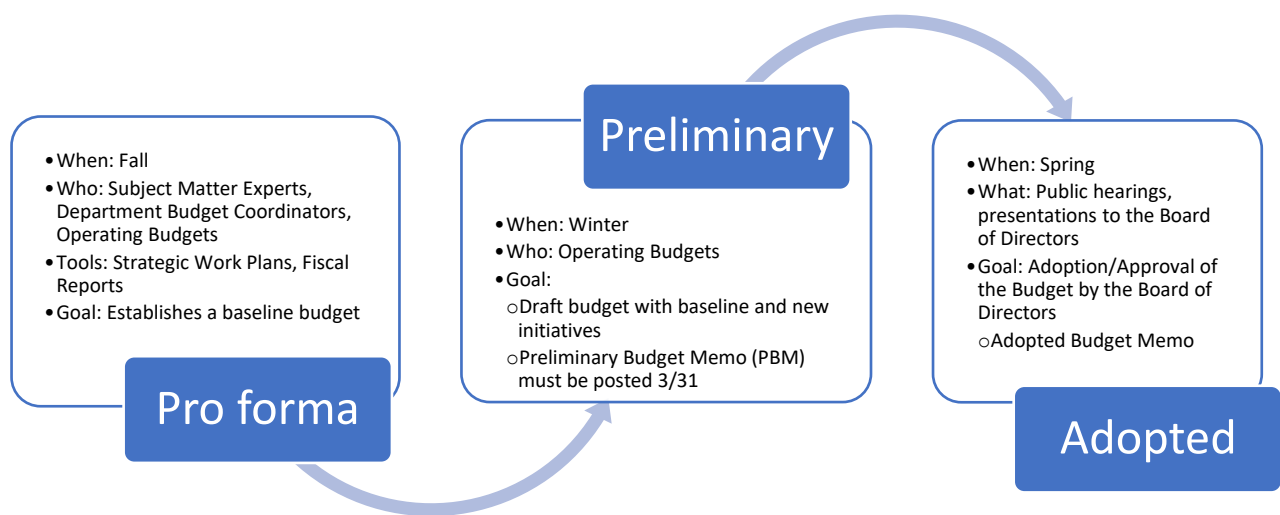 •When: Fall
•Who: Subject Matter Experts,
Department Budget Coordinators,
Operating Budgets
•Tools: Strategic Work Plans, Fiscal
Reports
•Goal: Establishes a baseline budget
Pro forma
Preliminary
•When: Winter
•Who: Operating Budgets
•Goal:
oDraft budget with baseline and new
initiatives
oPreliminary Budget Memo (PBM)
must be posted 3/31
•When: Spring
•What: Public hearings,
presentations to the Board
of Directors
•Goal: Adoption/Approval of
the Budget by the Board of
Directors
oAdopted Budget Memo
Adopted